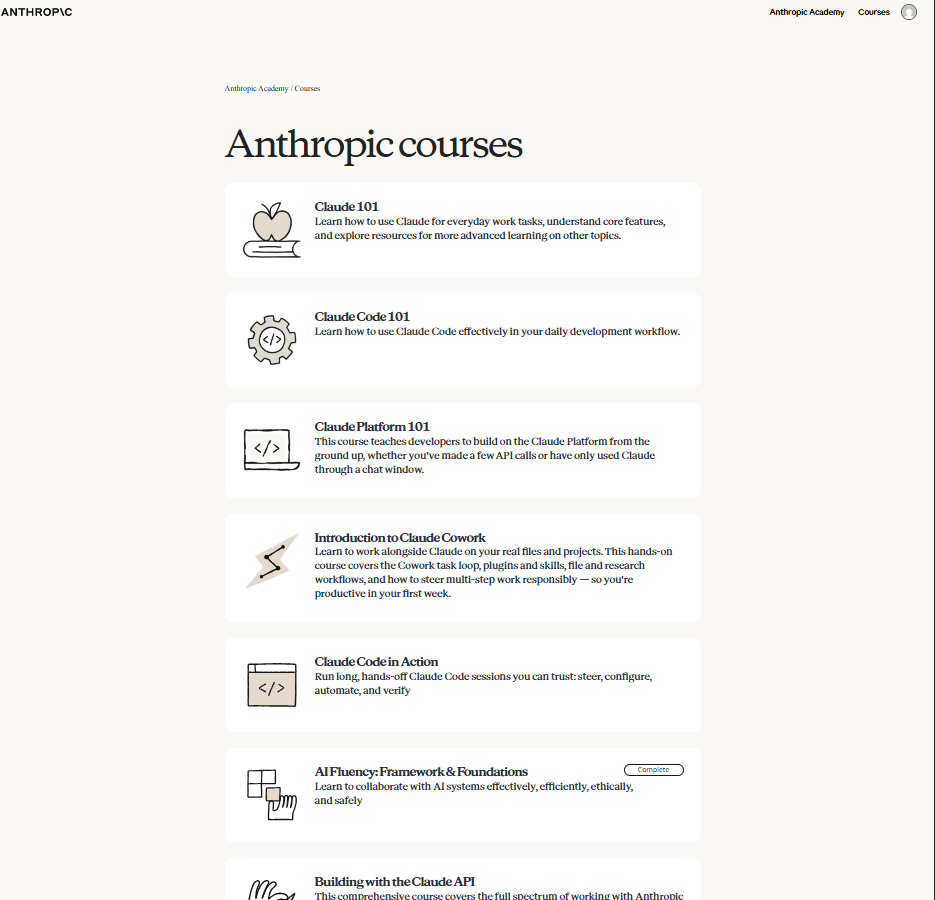 ANTHROP\C
Anthropic Academy Courses
Anthropic Academy / Courses
Anthropic courses
Claude 101
Learn how to use Claude for everyday work tasks, understand core features,
and explore resources for more advanced learning on other topics.
</>
Claude Code 101
Learn how to use Claude Code effectively in your daily development workflow.
</>
Claude Platform 101
This course teaches developers to build on the Claude Platform from the
ground up, whether you've made a few API calls or have only used Claude
through a chat window.
Introduction to Claude Cowork
Learn to work alongside Claude on your real files and projects. This hands-on
course covers the Cowork task loop, plugins and skills, file and research
workflows, and how to steer multi-step work responsibly — so you're
productive in your first week.
</>
Claude Code in Action
Run long, hands-off Claude Code sessions you can trust: steer, configure,
automate, and verify
AI Fluency: Framework & Foundations
Complete
Learn to collaborate with AI systems effectively, efficiently, ethically,
and safely
Building with the Claude API
This comprehensive course covers the full spectrum of working with Anthropic